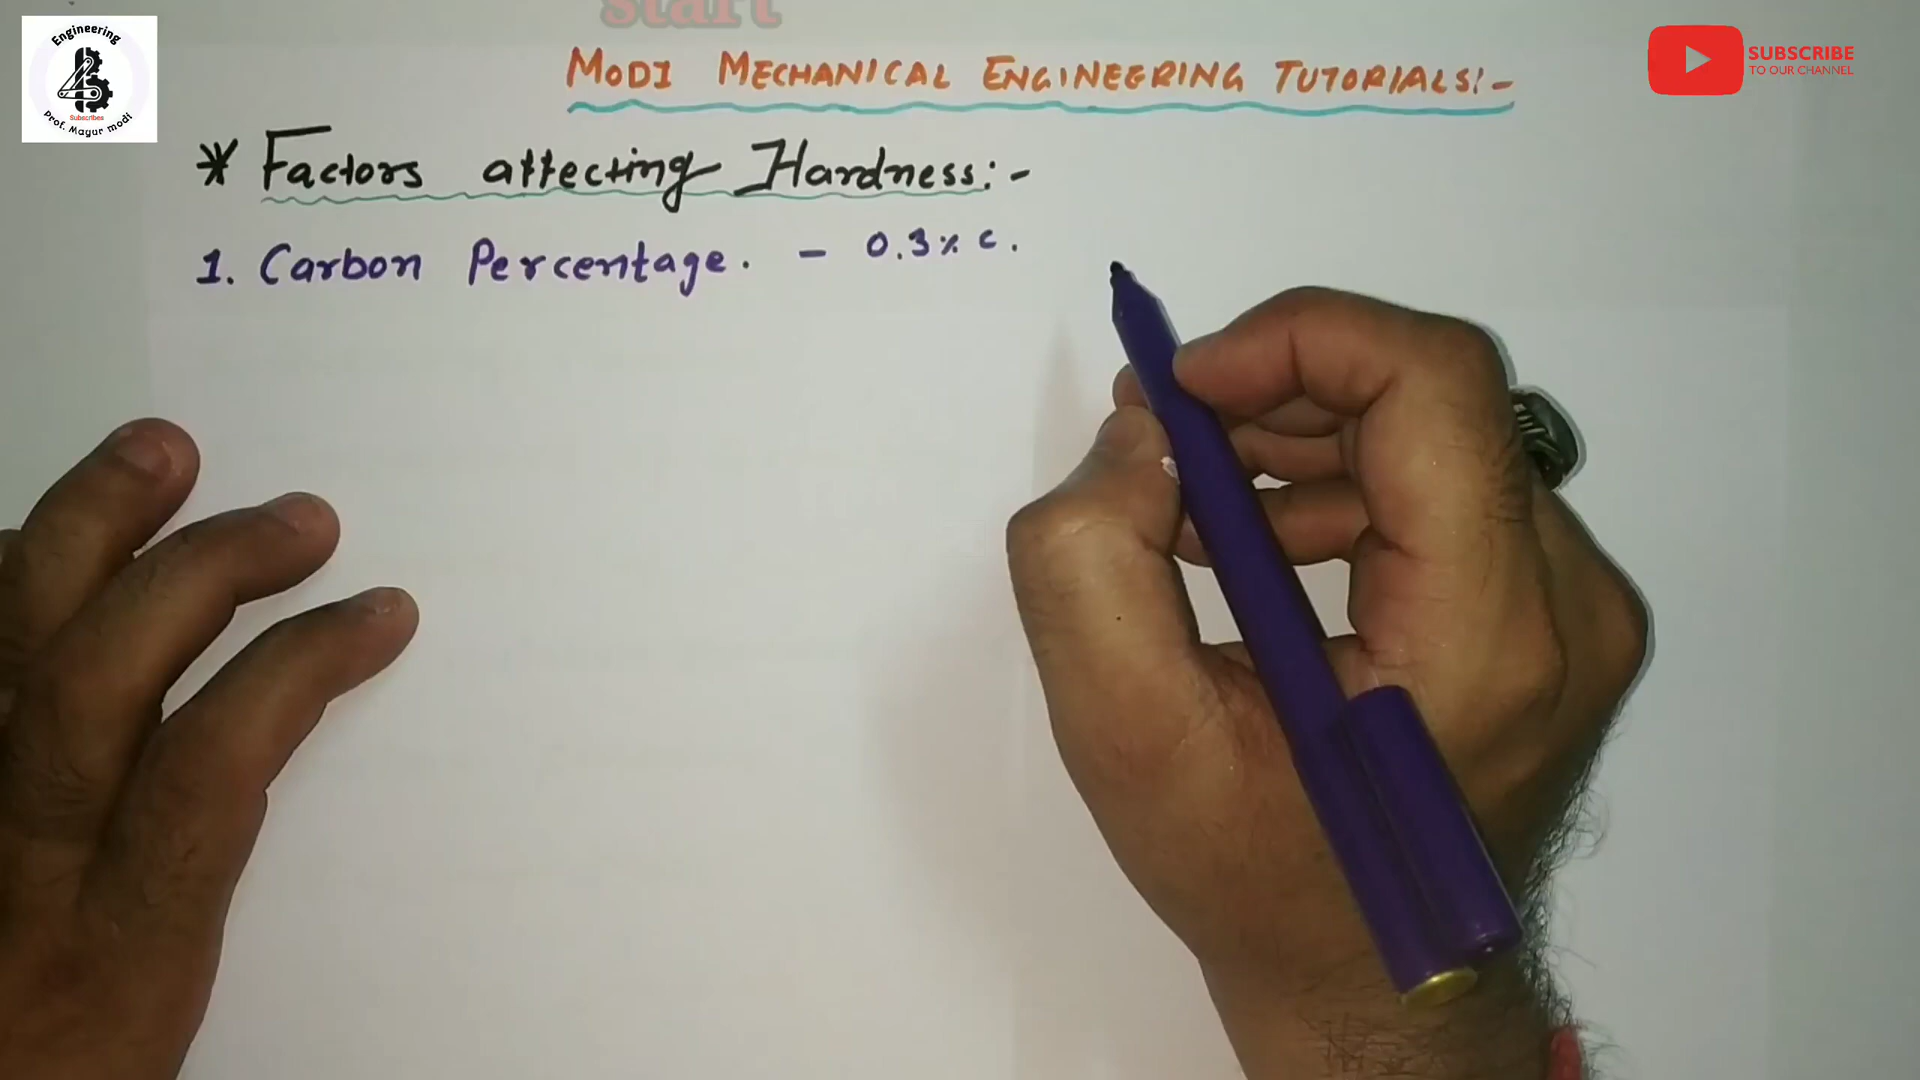 start
Engineering
Subscribes
Prof. Mayur modi
SUBSCRIBE
TO OUR CHANNEL
MODI MECHANICAL ENGINEERING TUTORIALS:-
* Factors affecting Hardness:-
1. Carbon Percentage. - 0.3% c.